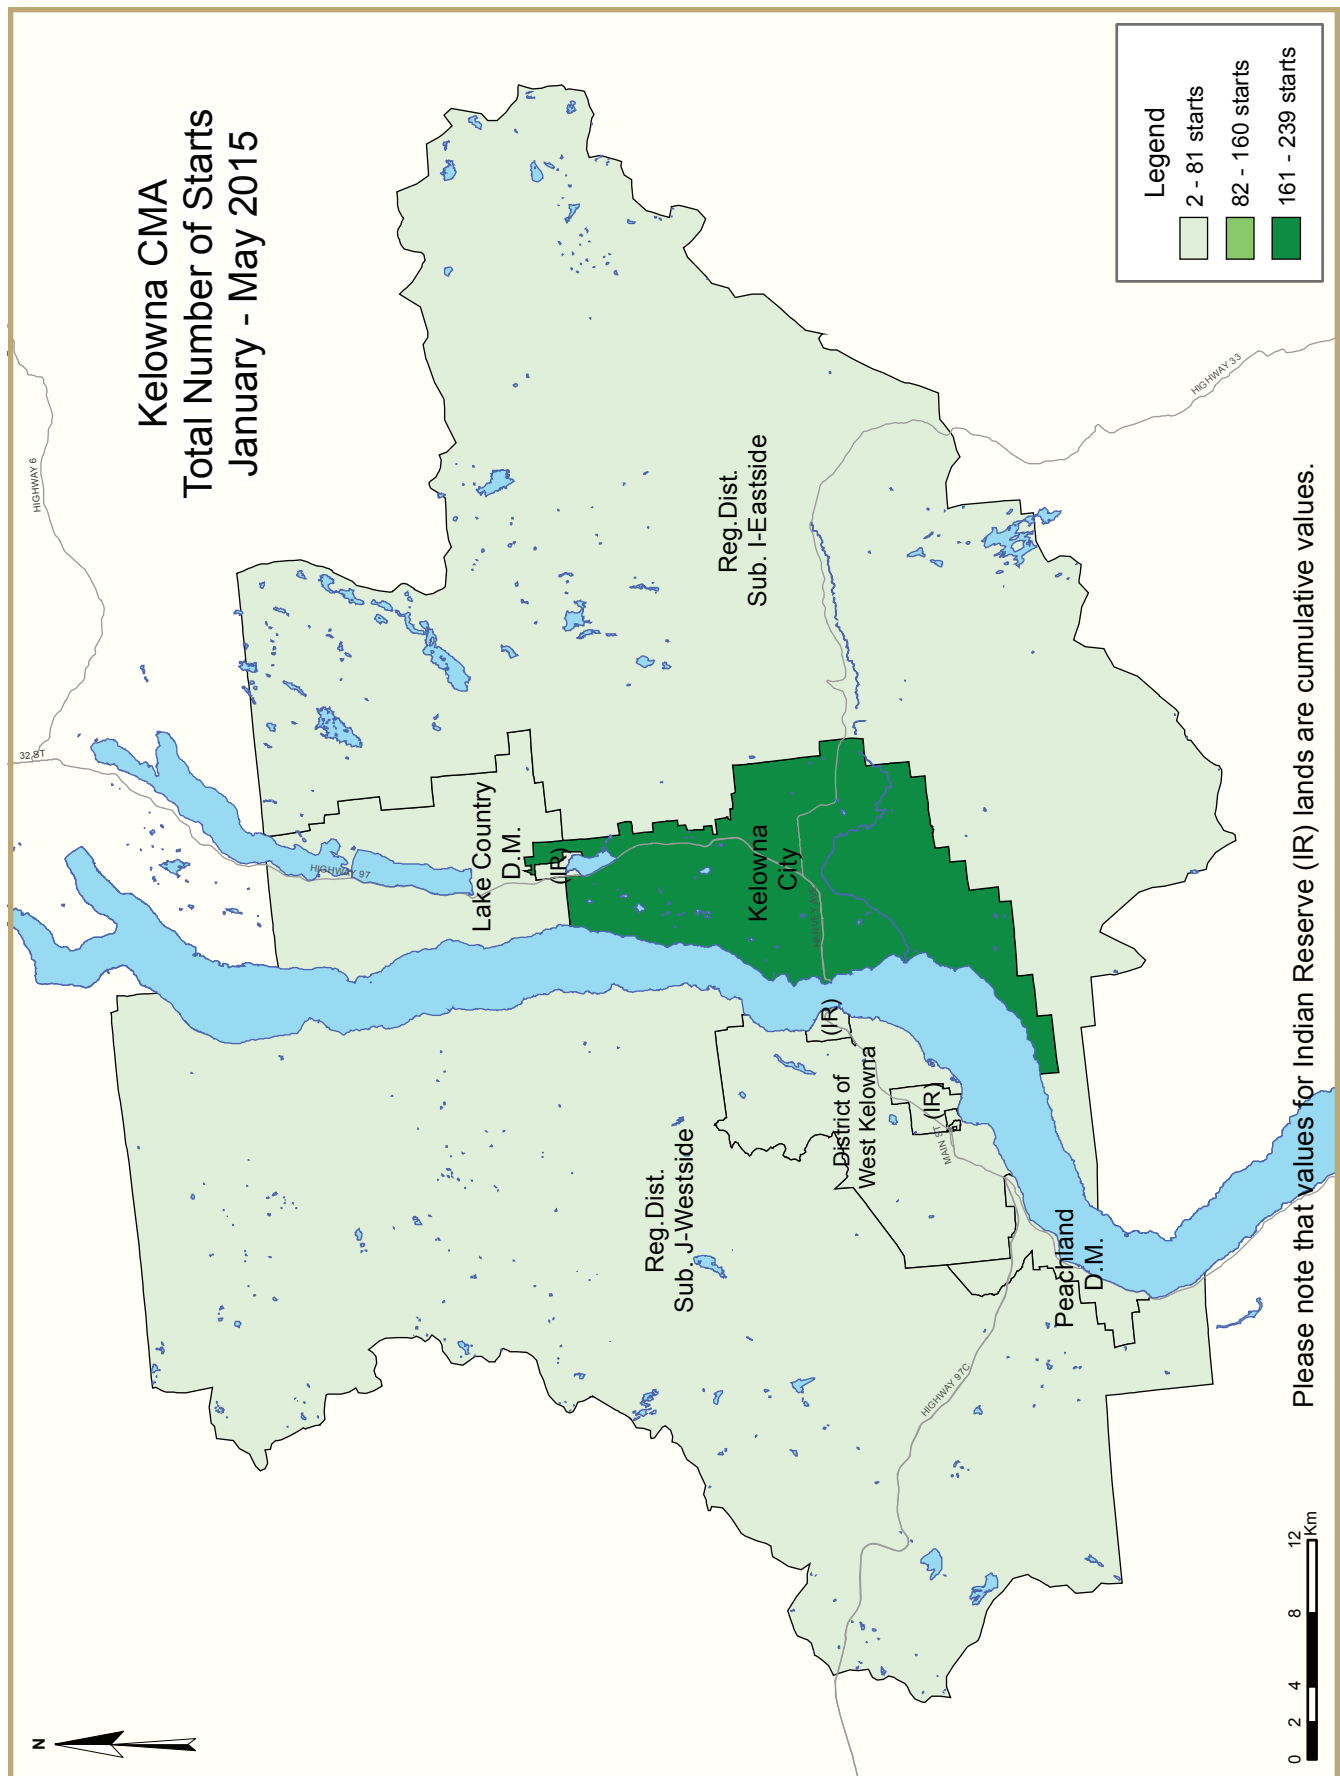 Kelowna CMA
Total Number of Starts
January - May 2015
N
HIGHWAY 6
32 ST
HIGHWAY 97
Lake Country
D.M.
(IR)
Reg.Dist.
Sub. J-Westside
Reg.Dist.
Sub. I-Eastside
Kelowna
City
(IR)
District of
West Kelowna
(IR)
MAIN ST
HIGHWAY 97C
Peachland
D.M.
HIGHWAY 33
Legend
2 - 81 starts
82 - 160 starts
161 - 239 starts
0 2 4 8 12
Km
Please note that values for Indian Reserve (IR) lands are cumulative values.